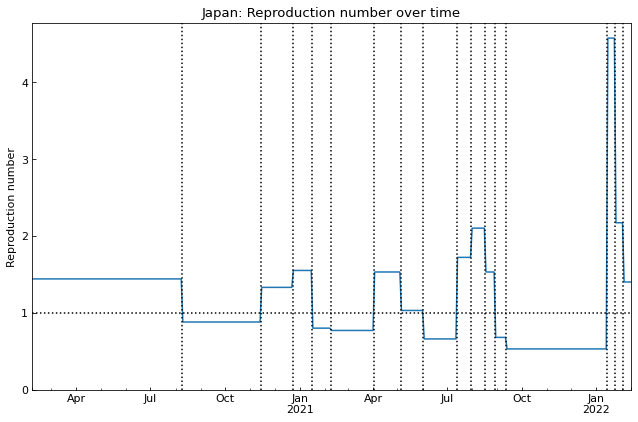 Japan: Reproduction number over time
Reproduction number
4
3
2
1
0
Apr
Jul
Oct
Jan
2021
Apr
Jul
Oct
Jan
2022